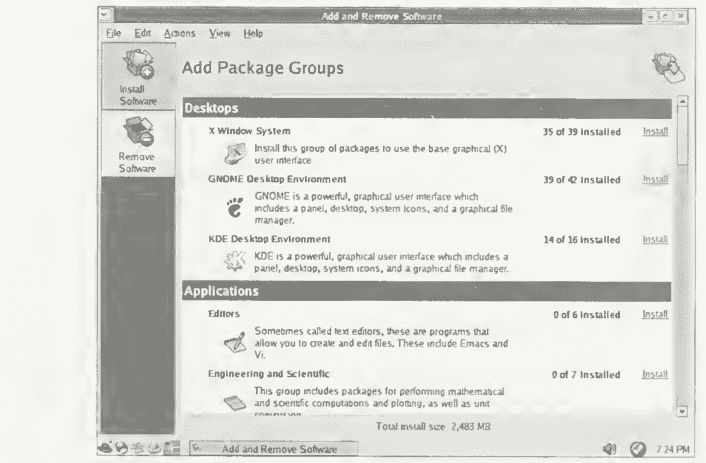 Add and Remove Software
File Edit Actions View Help
Install
Software
Remove
Software
Add Package Groups
Desktops
X Window System 35 of 39 Installed Install
Install this group of packages to use the base graphical (X)
user interface
GNOME Desktop Environment 39 of 42 Installed Install
GNOME is a powerful, graphical user interface which
includes a panel, desktop, system icons, and a graphical file
manager.
KDE Desktop Environment 14 of 16 Installed Install
KDE is a powerful, graphical user interface which includes a
panel, desktop, system icons, and a graphical file manager.
Applications
Editors 0 of 6 Installed Install
Sometimes called text editors, these are programs that
allow you to create and edit files. These include Emacs and
Vi.
Engineering and Scientific 0 of 7 Installed Install
This group includes packages for performing mathematical
and scientific computations and plotting, as well as unit
Total install size 2,483 MB
Add and Remove Software
7 24 PM